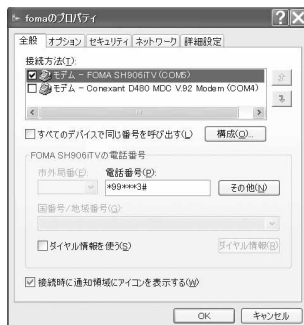 fomaのプロパティ
全般 オプション セキュリティ ネットワーク 詳細設定
接続方法(T):
モデム - FOMA SH906iTV (COM5)
モデム - Conexant D480 MDC V.92 Modem (COM4)
すべてのデバイスで同じ番号を呼び出す(L) 構成(O)...
FOMA SH906iTVの電話番号
市外局番(E): 電話番号(P):
*99***3# その他(N)
国番号/地域番号(G):
ダイヤル情報を使う(S) ダイヤル情報(R)
接続時に通知領域にアイコンを表示する(W)
OK キャンセル